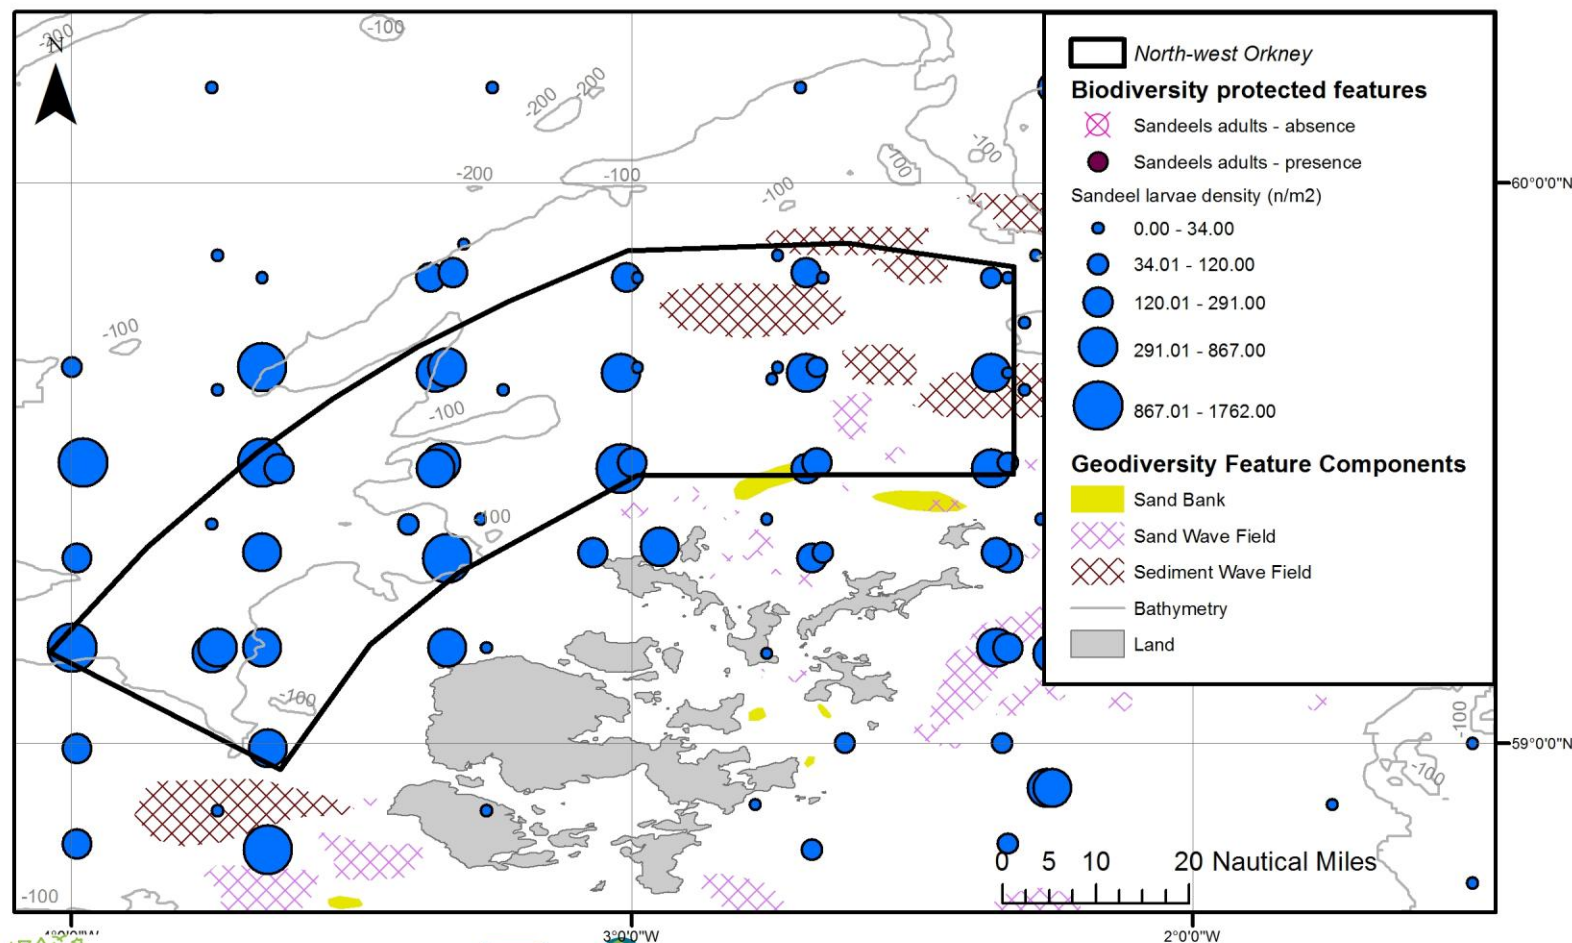 -200
-100
N
-200
-200
-200
-100
-100
-100
-100
-100
-100
-100
-100
-100
-100
-100
-100
North-west Orkney
Biodiversity protected features
Sandeels adults - absence
Sandeels adults - presence
Sandeel larvae density (n/m2)
0.00 - 34.00
34.01 - 120.00
120.01 - 291.00
291.01 - 867.00
867.01 - 1762.00
Geodiversity Feature Components
Sand Bank
Sand Wave Field
Sediment Wave Field
Bathymetry
Land
60°0'0"N
59°0'0"N
0 5 10 20 Nautical Miles
4°0'0"W
3°0'0"W
2°0'0"W